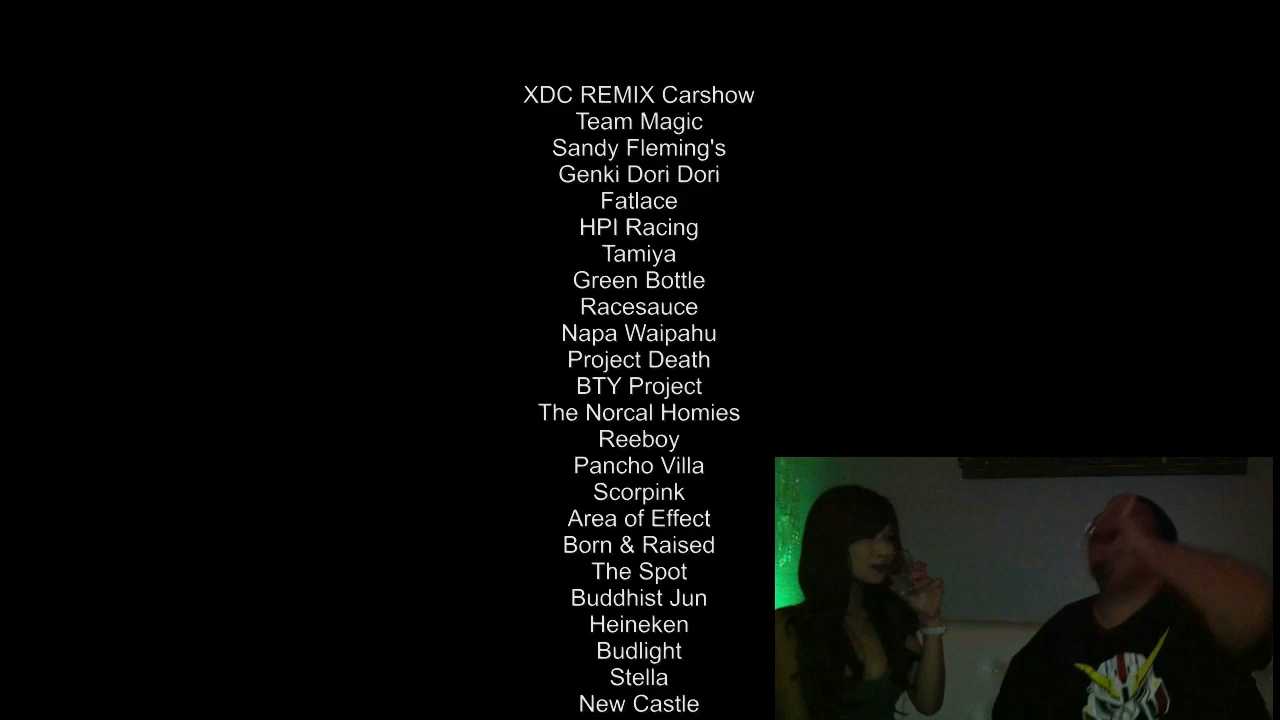 XDC REMIX Carshow
Team Magic
Sandy Fleming's
Genki Dori Dori
Fatlace
HPI Racing
Tamiya
Green Bottle
Racesauce
Napa Waipahu
Project Death
BTY Project
The Norcal Homies
Reeboy
Pancho Villa
Scorpink
Area of Effect
Born & Raised
The Spot
Buddhist Jun
Heineken
Budlight
Stella
New Castle